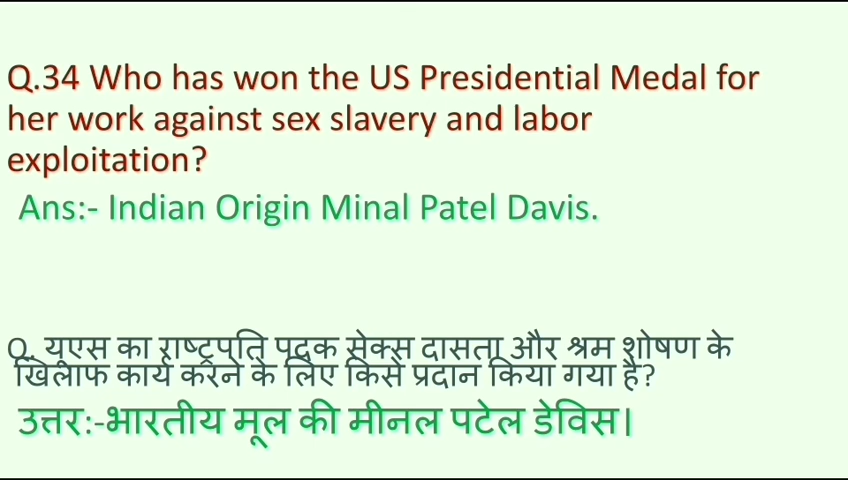 Q.34 Who has won the US Presidential Medal for
her work against sex slavery and labor
exploitation?
Ans:- Indian Origin Minal Patel Davis.
Q. यूएस का राष्ट्रपति पदक सेक्स दासता और श्रम शोषण के
खिलाफ कार्य करने के लिए किसे प्रदान किया गया है?
उत्तर:-भारतीय मूल की मीनल पटेल डेविस।